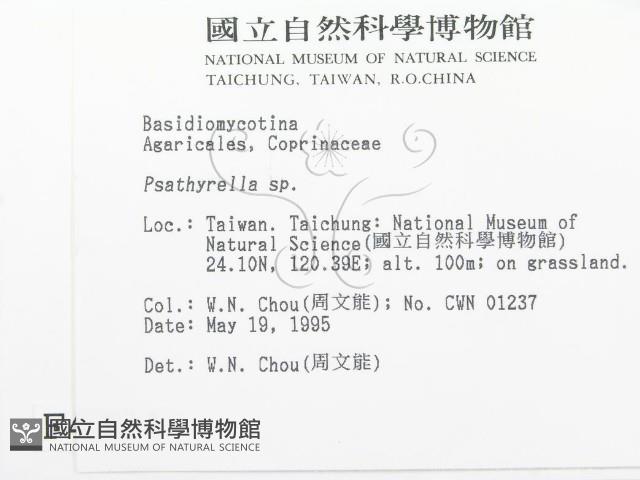 國立自然科學博物館
NATIONAL MUSEUM OF NATURAL SCIENCE
TAICHUNG, TAIWAN, R.O.CHINA
Basidiomycotina
Agaricales, Coprinaceae
Psathyrella sp.
Loc.: Taiwan. Taichung: National Museum of
Natural Science(國立自然科學博物館)
24.10N, 120.39E; alt. 100m; on grassland.
Col.: W.N. Chou(周文能); No. CWN 01237
Date: May 19, 1995
Det.: W.N. Chou(周文能)
國立自然科學博物館
NATIONAL MUSEUM OF NATURAL SCIENCE